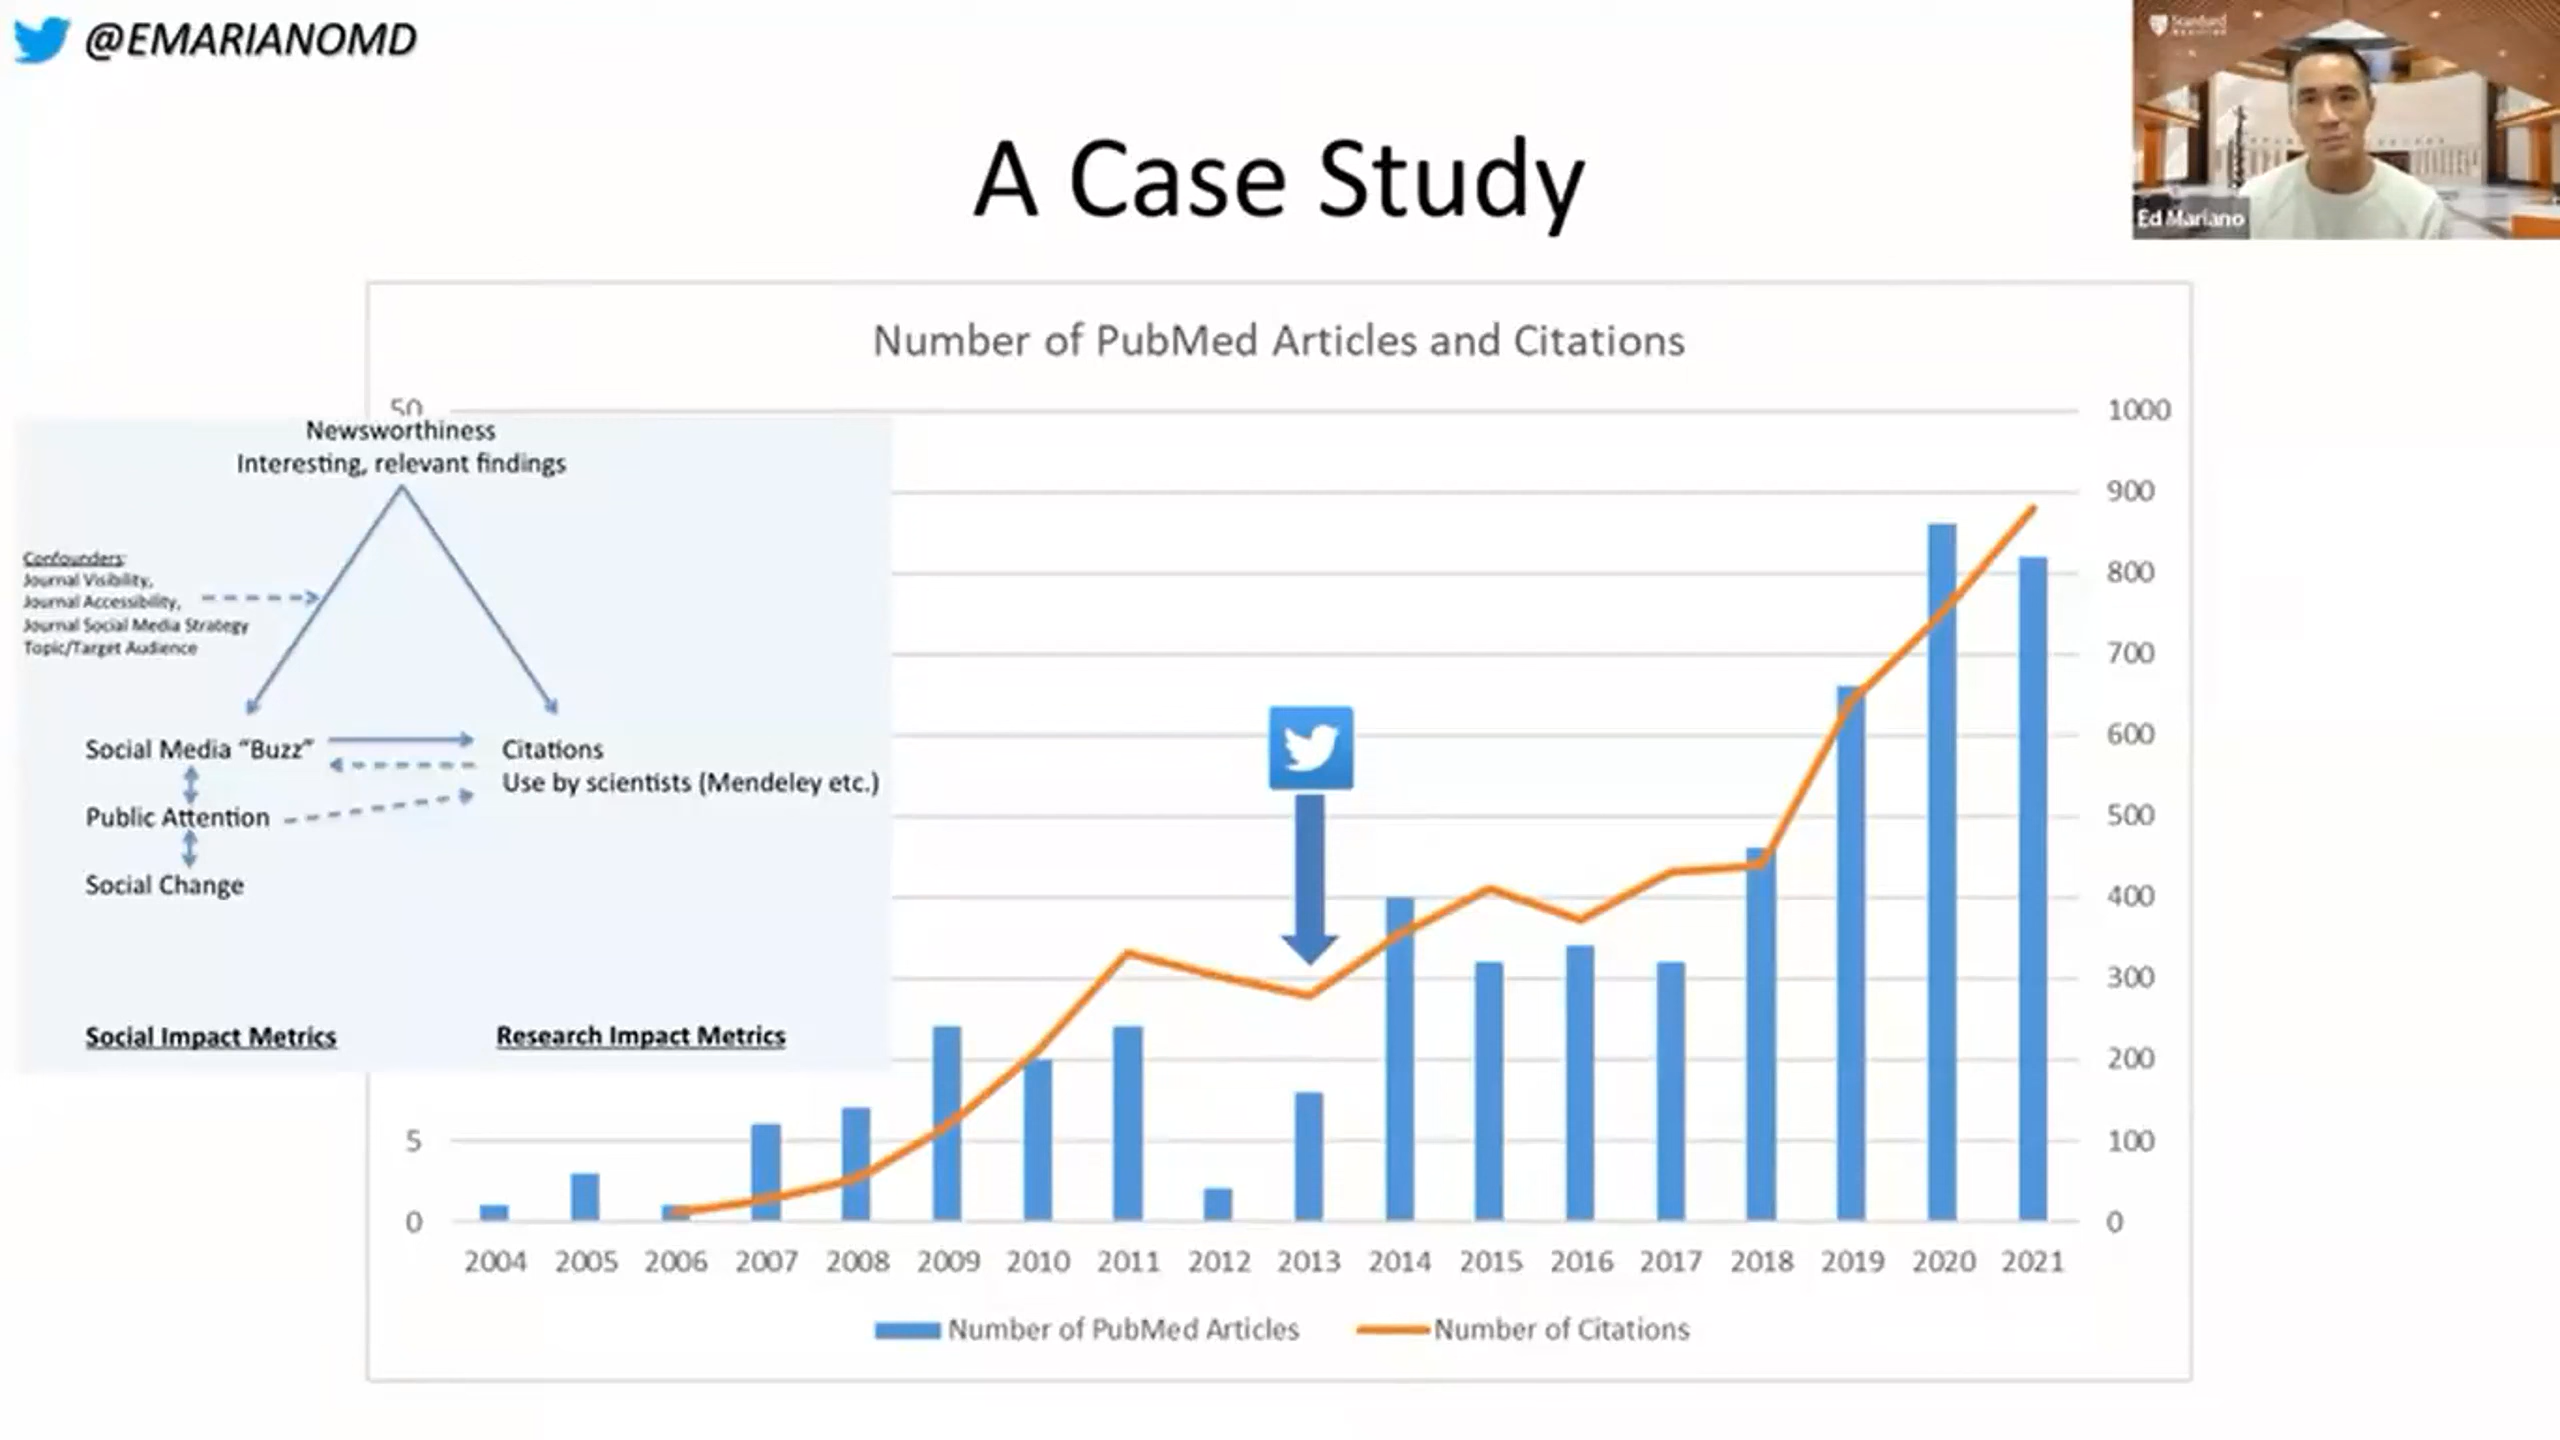 @EMARIANOMD
Stanford
Ed Mariano
A Case Study
Number of PubMed Articles and Citations
50
Newsworthiness
Interesting, relevant findings
Confounders:
Journal Visibility,
Journal Accessibility,
Journal Social Media Strategy
Topic/Target Audience
Social Media “Buzz”
Public Attention
Social Change
Citations
Use by scientists (Mendeley etc.)
Social Impact Metrics
Research Impact Metrics
5
0
1000
900
800
700
600
500
400
300
200
100
0
2004 2005 2006 2007 2008 2009 2010 2011 2012 2013 2014 2015 2016 2017 2018 2019 2020 2021
Number of PubMed Articles Number of Citations